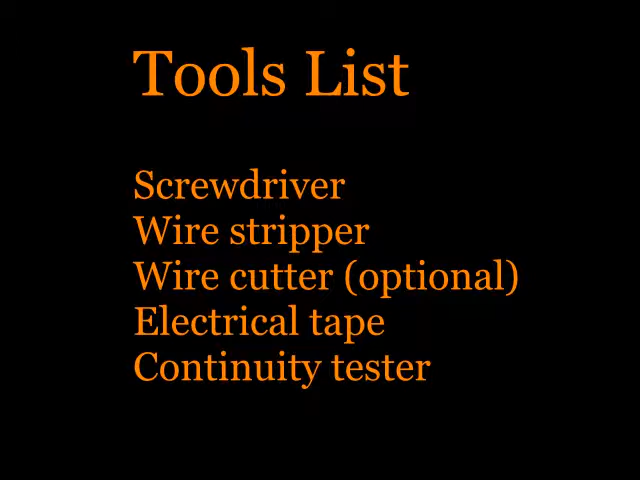 Tools List
Screwdriver
Wire stripper
Wire cutter (optional)
Electrical tape
Continuity tester